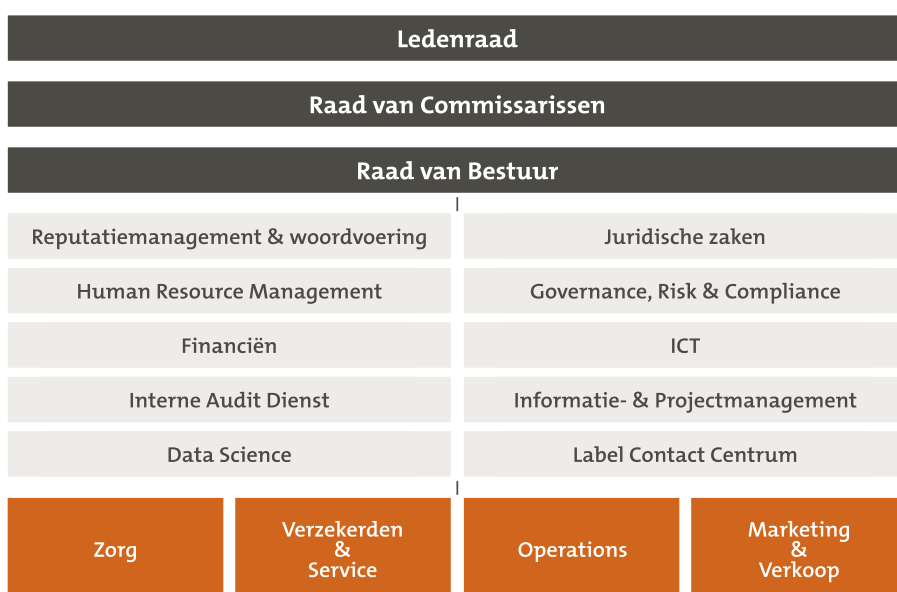 Ledenraad
Raad van Commissarissen
Raad van Bestuur
Reputatiemanagement & woordvoering
Juridische zaken
Human Resource Management
Governance, Risk & Compliance
Financiën
ICT
Interne Audit Dienst
Informatie- & Projectmanagement
Data Science
Label Contact Centrum
Zorg
Verzekerden
&
Service
Operations
Marketing
&
Verkoop